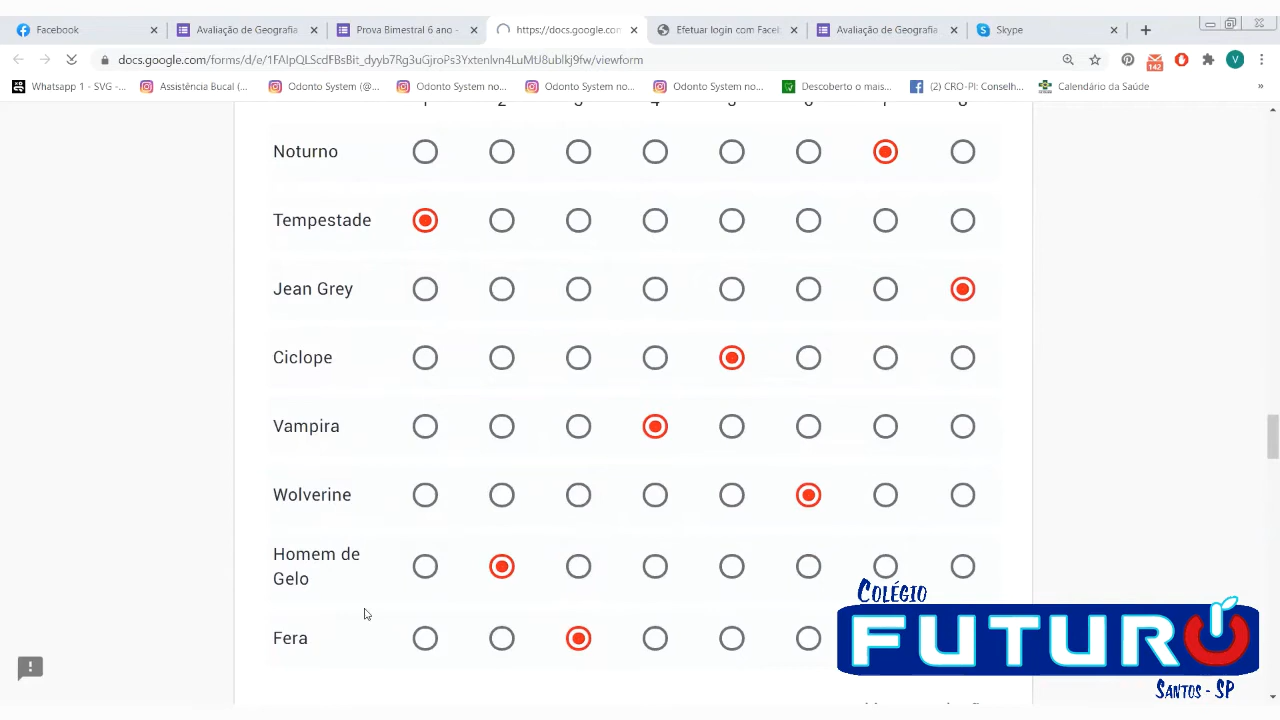 Facebook
Avaliação de Geografia
Prova Bimestral 6 ano -
https://docs.google.com
Efetuar login com Facel
Avaliação de Geografia
Skype
docs.google.com/forms/d/e/
/viewform
142
V
Whatsapp 1 - SVG -...
Assistência Bucal (...
Odonto System (@...
Odonto System no...
Odonto System no...
Odonto System no...
Descoberto o mais...
(2) CRO-PI: Conselh...
Calendário da Saúde
»
Noturno
Tempestade
Jean Grey
Ciclope
Vampira
Wolverine
Homem de
Gelo
Fera
COLÉGIO
FUTURO
SANTOS - SP